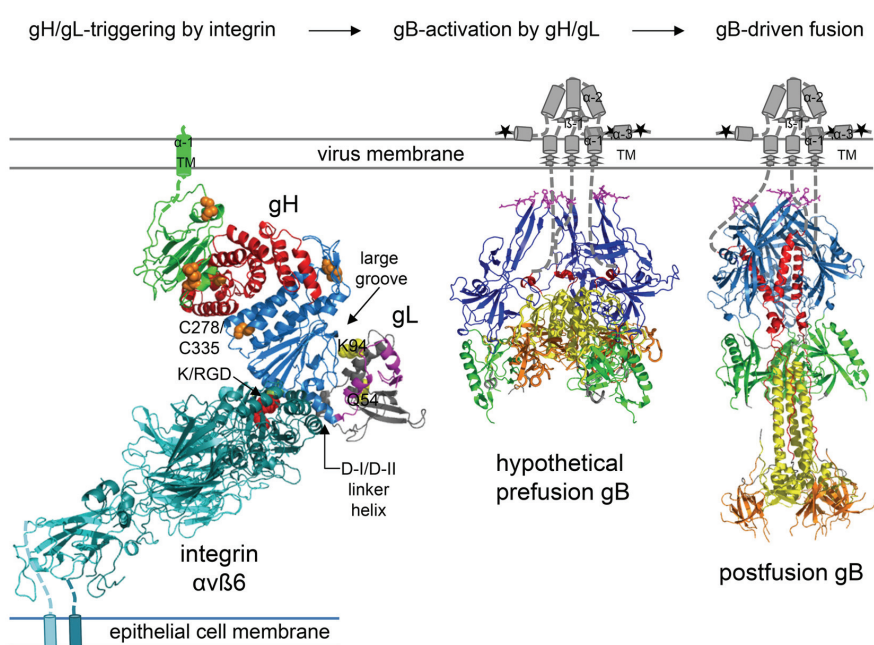 gH/gL-triggering by integrin
gB-activation by gH/gL
gB-driven fusion
α-2
α-2
ß-1
ß-1
α-1
α-1
α-3
α-1
α-3
TM
virus membrane
TM
TM
gH
large
groove
gL
C278/
C335
K94
K/RGD
Q54
D-I/D-II
linker
helix
hypothetical
prefusion gB
integrin
αvß6
postfusion gB
epithelial cell membrane